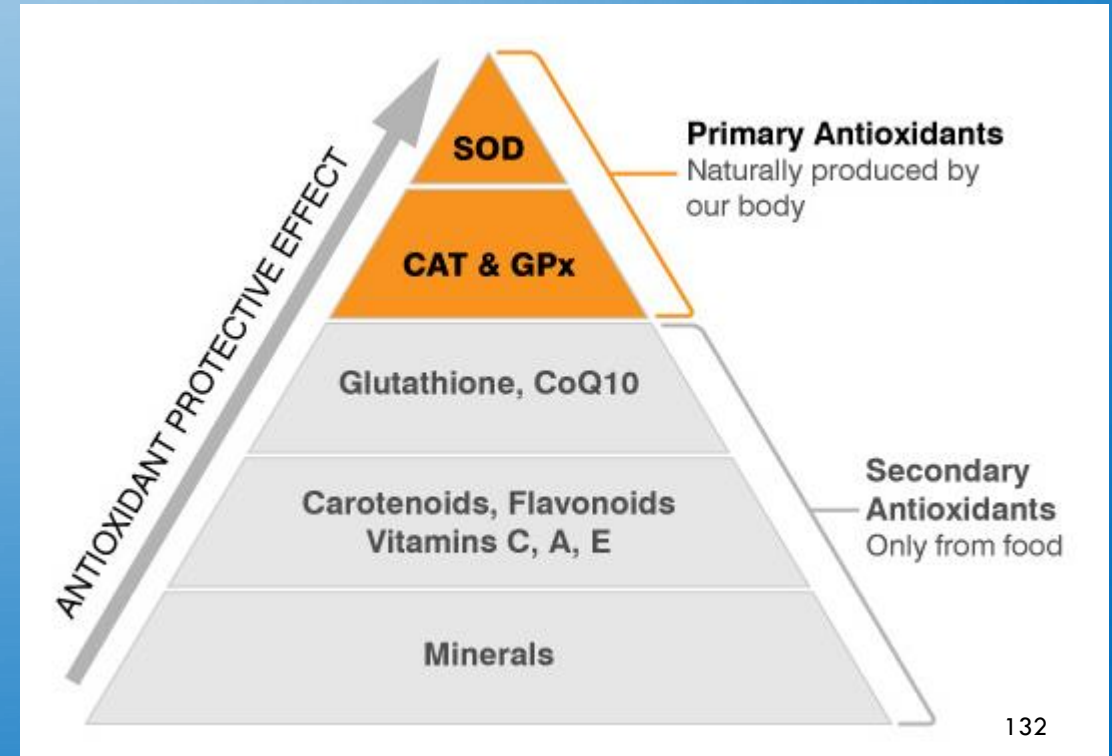 ANTIOXIDANT PROTECTIVE EFFECT
SOD
CAT & GPx
Primary Antioxidants
Naturally produced by
our body
Glutathione, CoQ10
Carotenoids, Flavonoids
Vitamins C, A, E
Minerals
Secondary
Antioxidants
Only from food
132